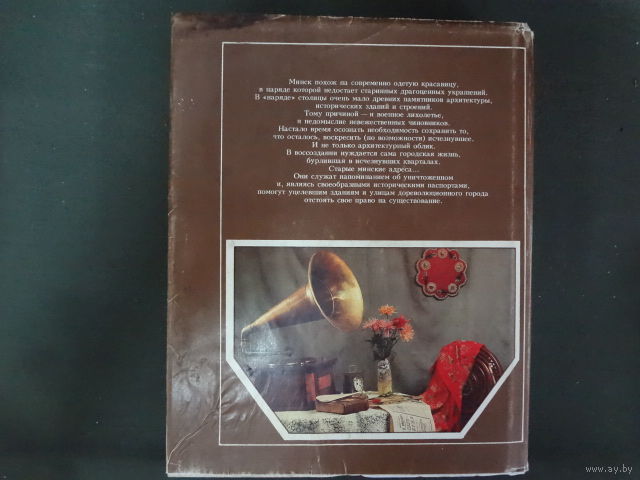 Минск похож на современно одетую красавицу,
в наряде которой недостает старинных драгоценных украшений.
В «наряде» столицы очень мало древних памятников архитектуры,
исторических зданий и строений.
Тому причиной — и военное лихолетье,
и недомыслие невежественных чиновников.
Настало время осознать необходимость сохранить то,
что осталось, воскресить (по возможности) исчезнувшее.
И не только архитектурный облик.
В воссоздании нуждается сама городская жизнь,
бурлившая в исчезнувших кварталах.
Старые минские адреса...
Они служат напоминанием об уничтоженном
и, являясь своеобразными историческими паспортами,
помогут уцелевшим зданиям и улицам дореволюционного города
отстоять свое право на существование.
www.ay.by